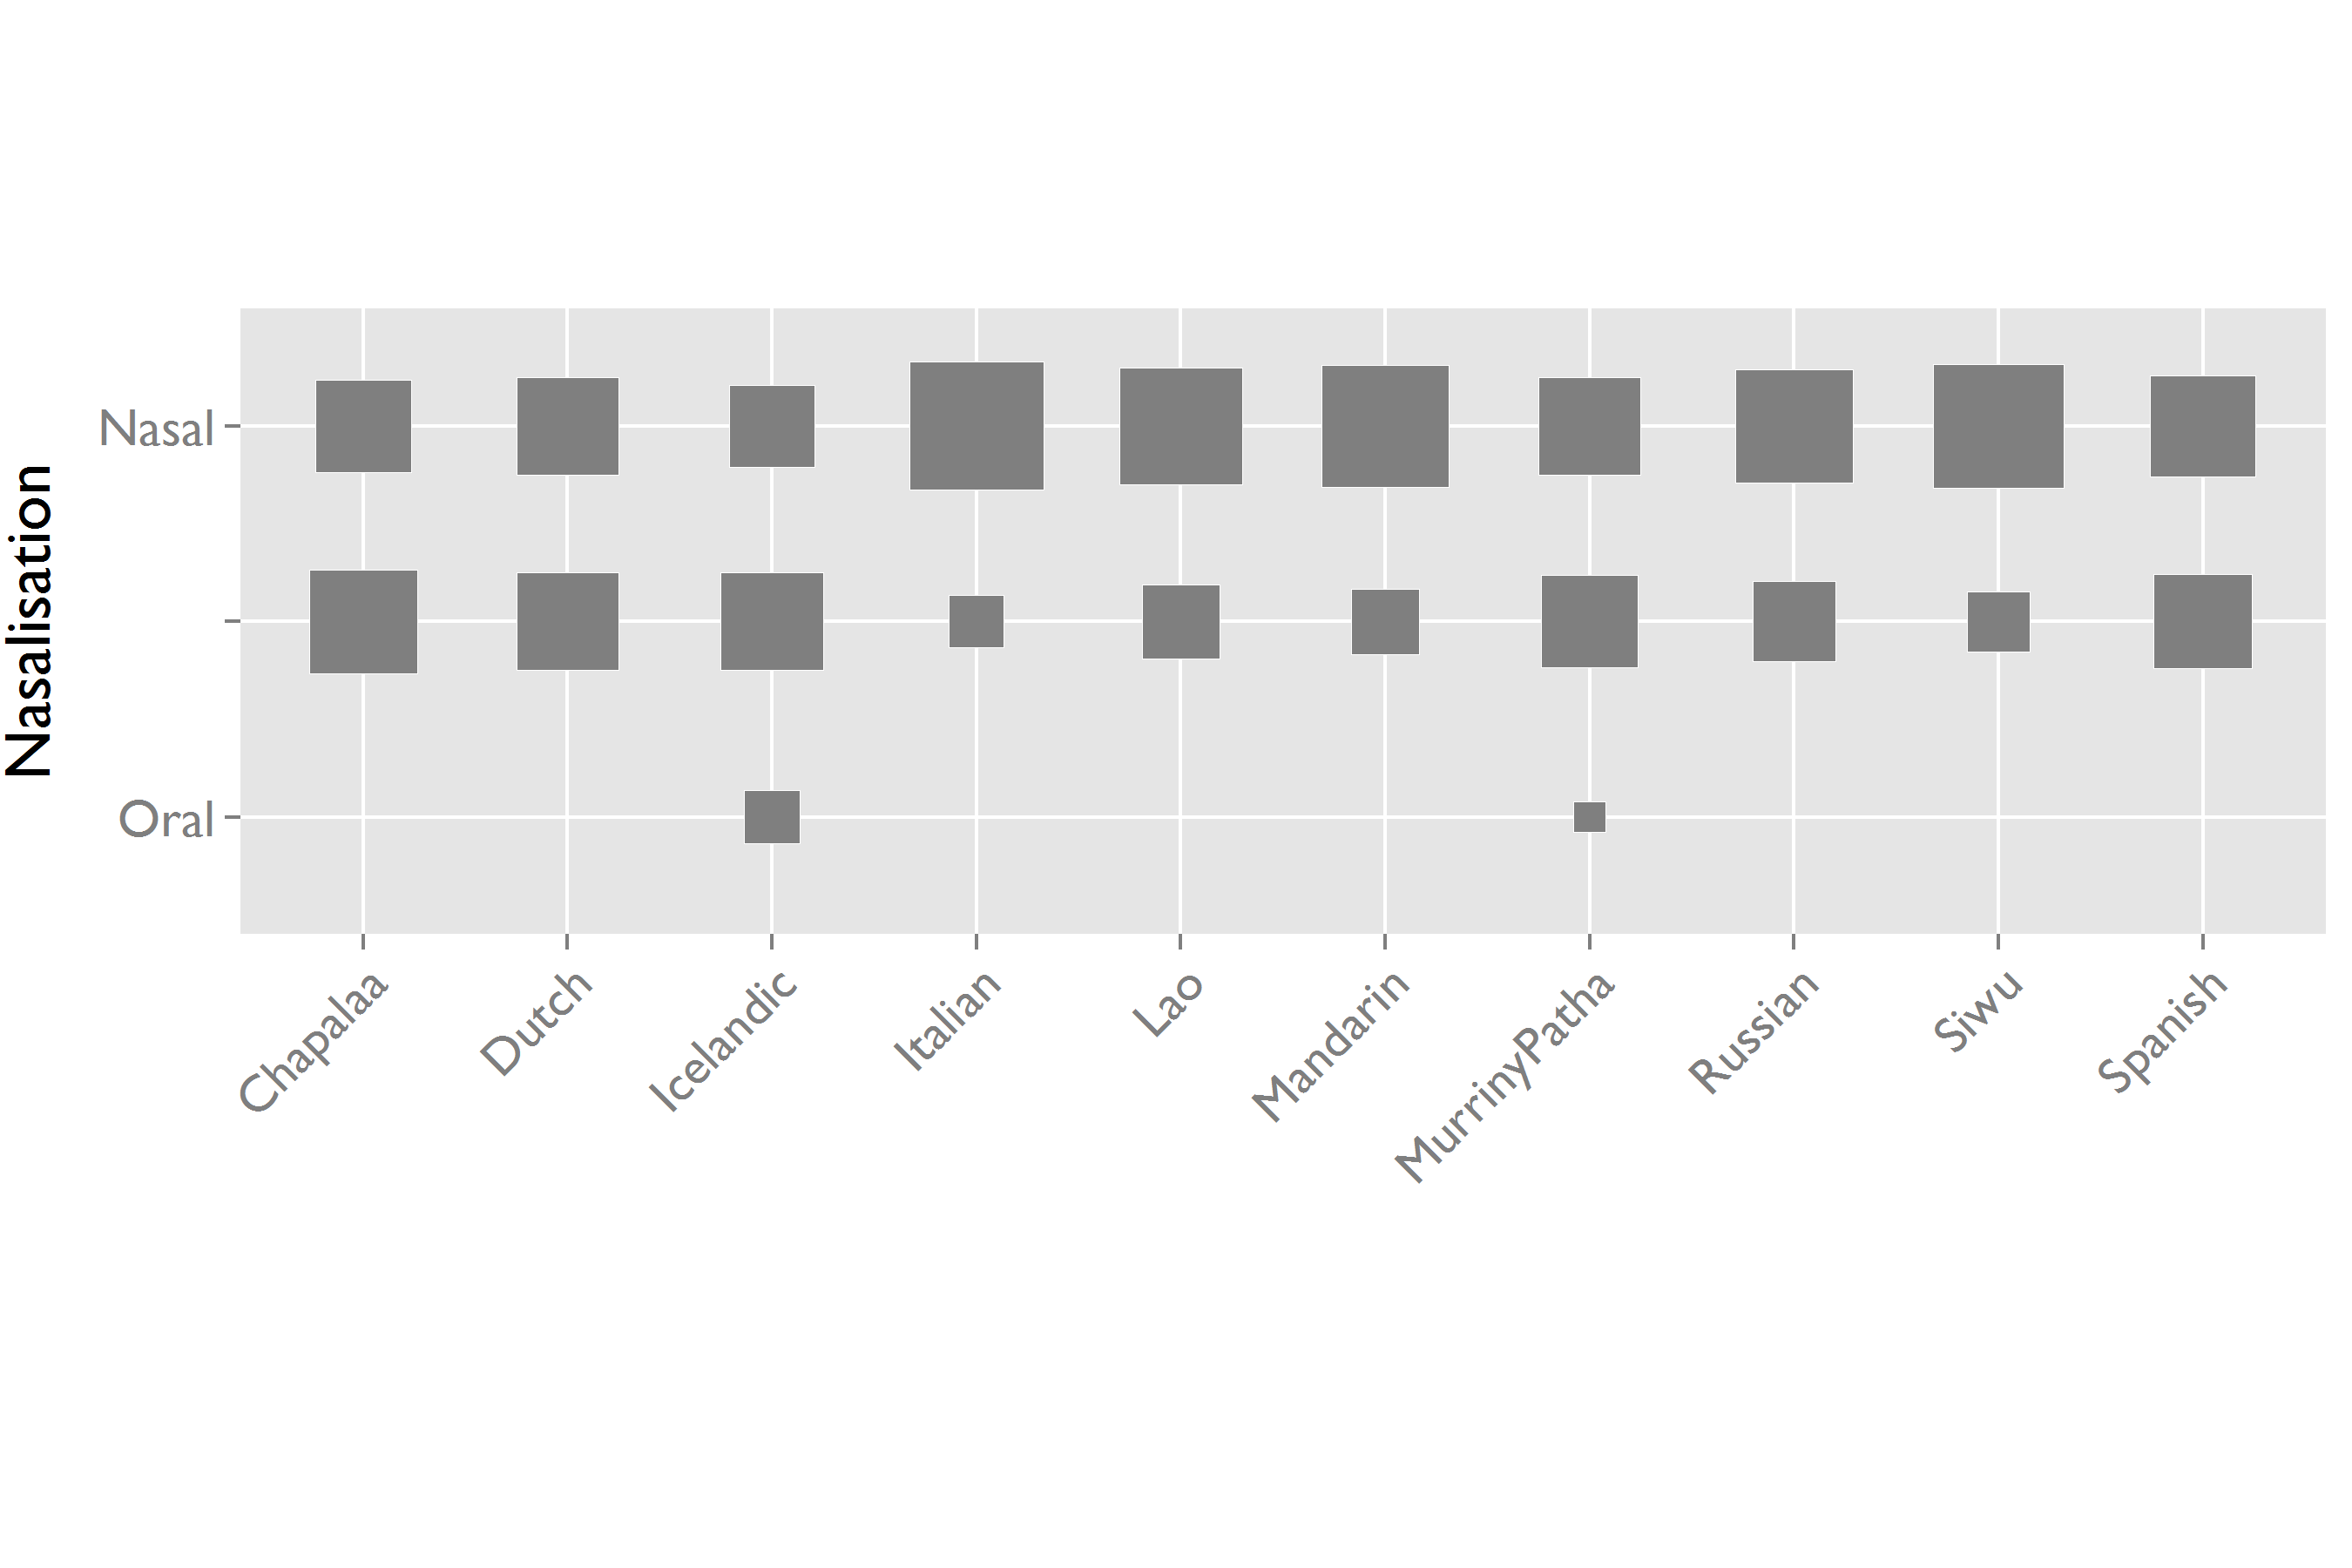 Nasalisation
Nasal
Oral
Chapalaa
Dutch
Icelandic
Italian
Lao
Mandarin
MurrinyPatha
Russian
Siwu
Spanish